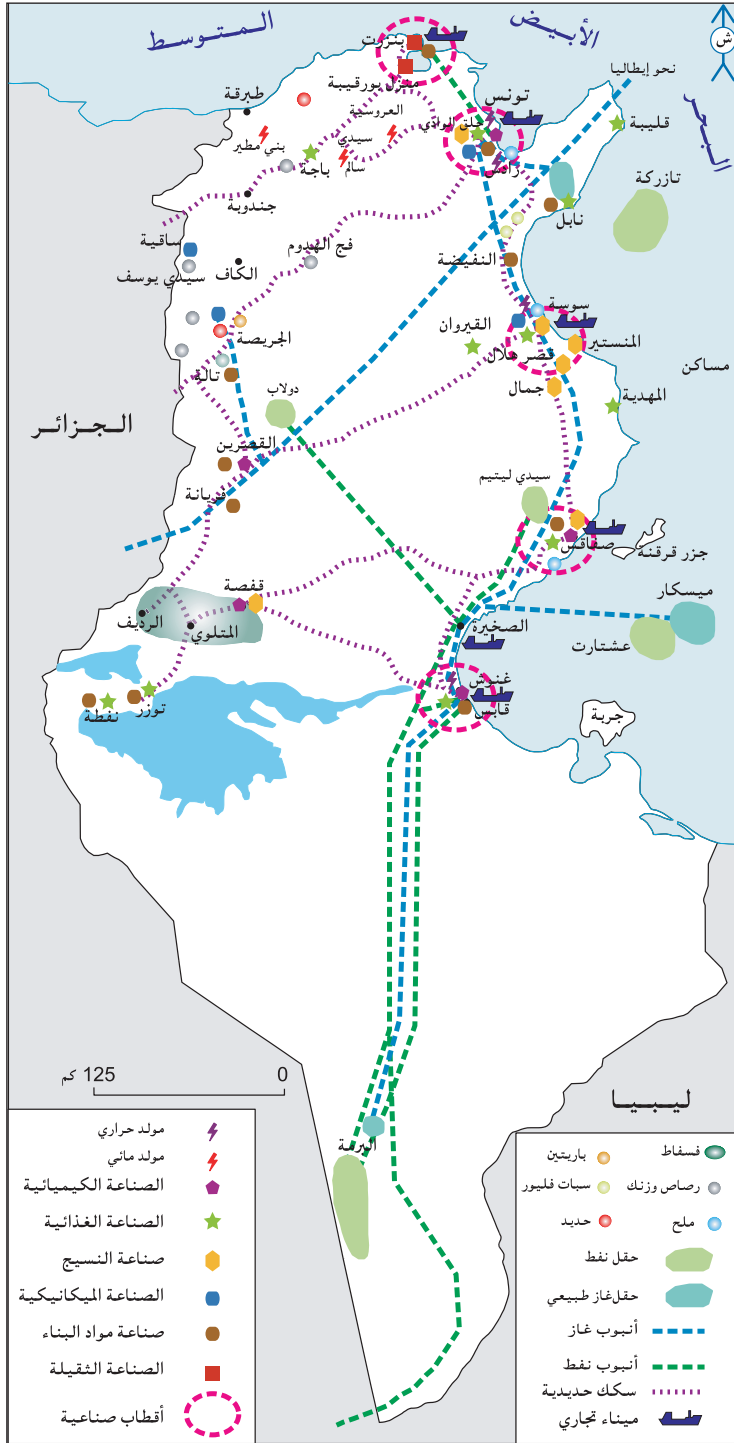 الأبيض
المتوسط
البحر
ش
نحو إيطاليا
بنزرت
منزل بورقيبة
طبرقة
تونس
حلق الوادي
رادس
العروسية
سيدي
سالم
بني مطير
باجة
قليبة
تازركة
نابل
جندوبة
ساقية
سيدي يوسف
الكاف
فج الهدوم
النفيضة
سوسة
المنستير
قصر هلال
القيروان
مساكن
الجريصة
تالة
جمال
المهدية
دولاب
الجزائر
القصرين
فريانة
سيدي ليتيم
صفاقس
جزر قرقنة
ميسكار
عشتارت
قفصة
الرديف
المتلوي
الصخيرة
غنوش
قابس
جربة
توزر
نفطة
125 كم
0
ليبيا
البرمة
مولد حراري
مولد مائي
الصناعة الكيميائية
الصناعة الغذائية
صناعة النسيج
الصناعة الميكانيكية
صناعة مواد البناء
الصناعة الثقيلة
أقطاب صناعية
فسفاط
باريتين
رصاص وزنك
سبات فليور
ملح
حديد
حقل نفط
حقل غاز طبيعي
أنبوب غاز
أنبوب نفط
سكك حديدية
ميناء تجاري